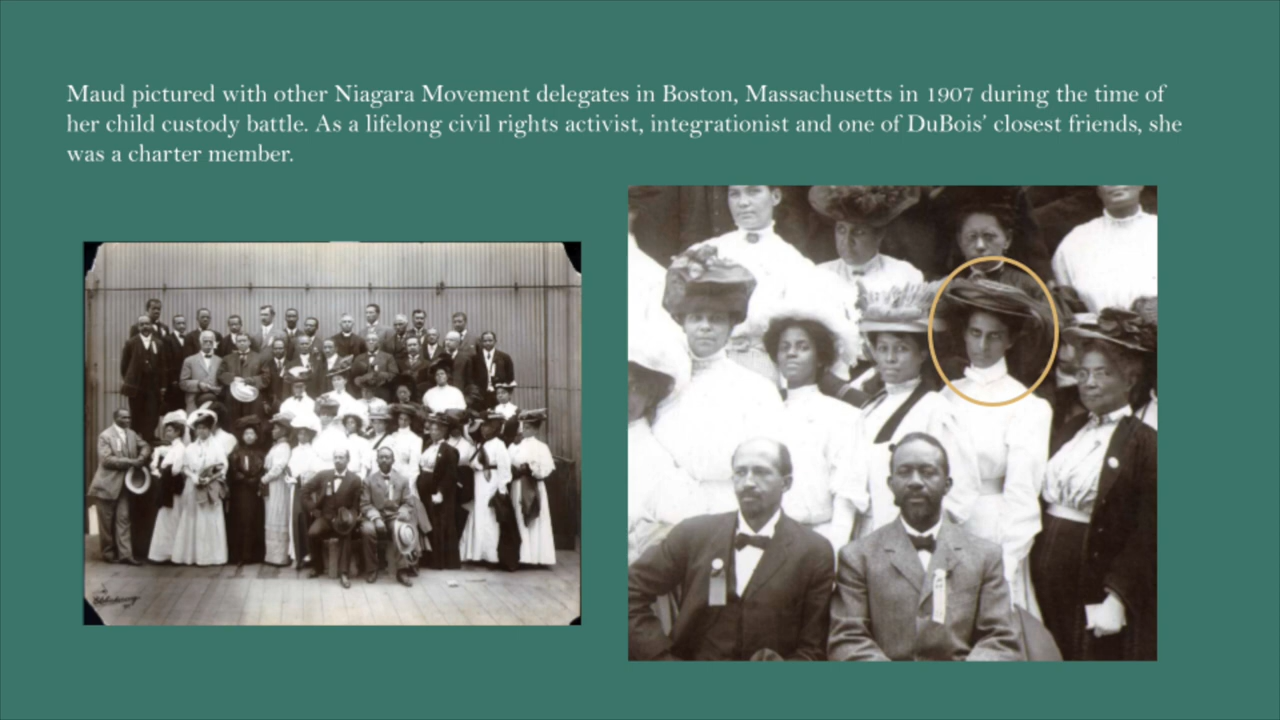 Maud pictured with other Niagara Movement delegates in Boston, Massachusetts in 1907 during the time of
her child custody battle. As a lifelong civil rights activist, integrationist and one of DuBois' closest friends, she
was a charter member.